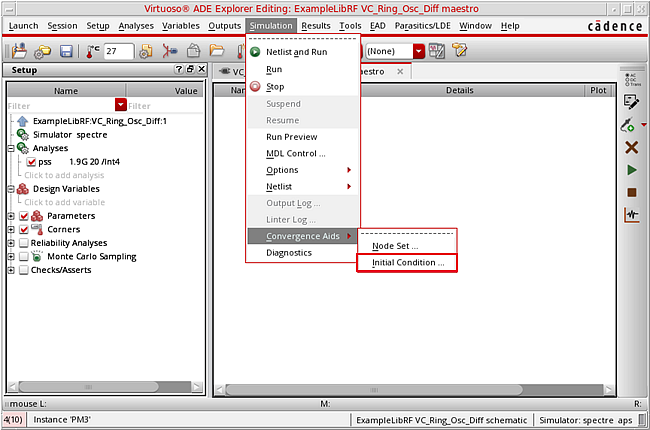 Virtuoso® ADE Explorer Editing: ExampleLibRF VC_Ring_Osc_Diff maestro
Launch Session Setup Analyses Variables Outputs Simulation Results Tools EAD Parasitics/LDE Window Help
cādence
27
(None)
Setup
Name Value
Filter Filter
ExampleLibRF:VC_Ring_Osc_Diff:1
Simulator spectre
Analyses
pss 1.9G 20 /Int4
Click to add analysis
Design Variables
Click to add variable
Parameters
Corners
Reliability Analyses
Monte Carlo Sampling
Checks/Asserts
VC_
aestro
Nan
Details
Plot
Netlist and Run
Run
Stop
Suspend
Resume
Run Preview
MDL Control ...
Options
Netlist
Output Log ...
Linter Log ...
Convergence Aids
Diagnostics
Node Set ...
Initial Condition ...
AC
DC
Trans
mouse L: M: R:
4(10) Instance 'PM3' ExampleLibRF VC_Ring_Osc_Diff schematic Simulator: spectre aps